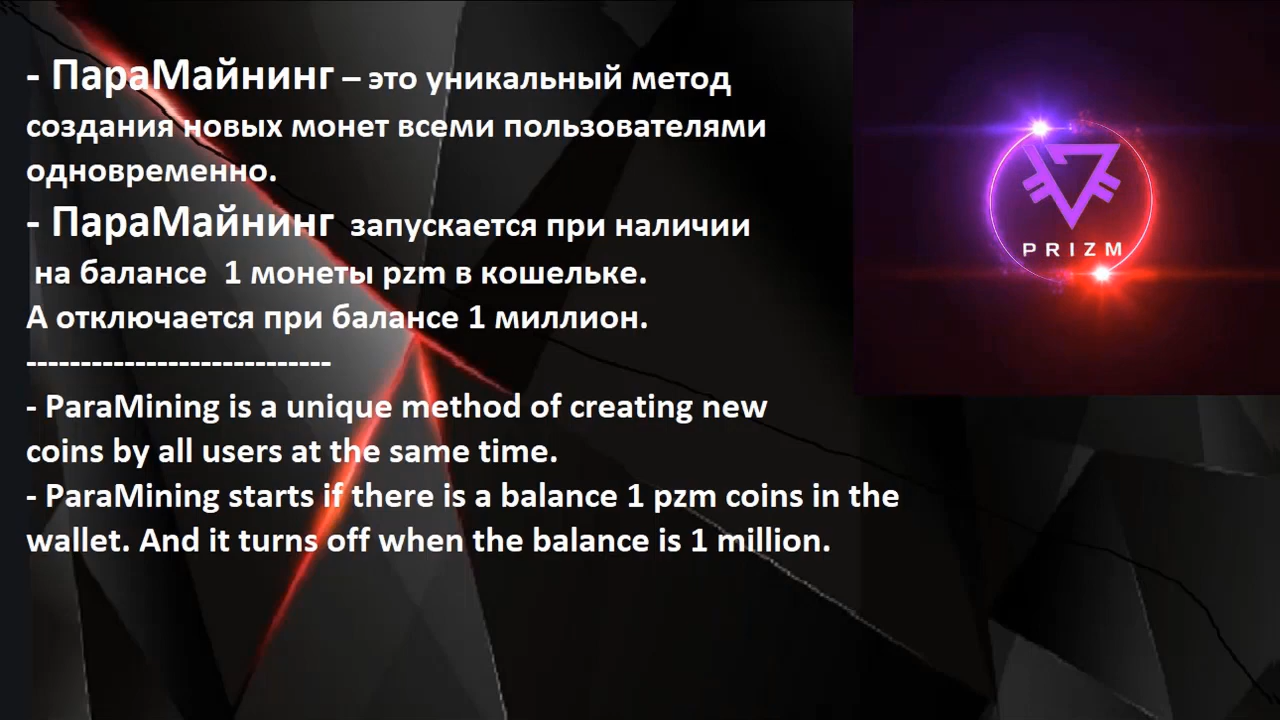 - ПараМайнинг – это уникальный метод
создания новых монет всеми пользователями
одновременно.
- ПараМайнинг запускается при наличии
на балансе 1 монеты pzm в кошельке.
А отключается при балансе 1 миллион.
----------------------------
- ParaMining is a unique method of creating new
coins by all users at the same time.
- ParaMining starts if there is a balance 1 pzm coins in the
wallet. And it turns off when the balance is 1 million.
PRIZM